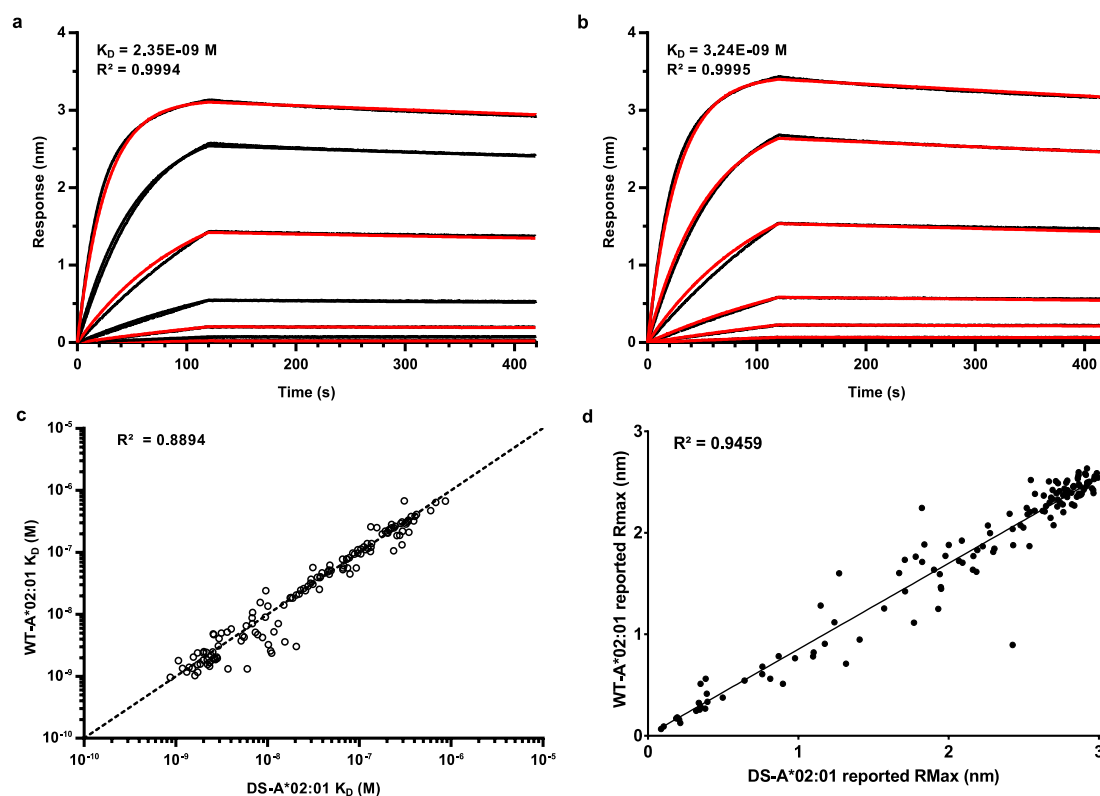 a
K_D = 2.35E-09 M
R² = 0.9994
Response (nm)
4
3
2
1
0
0 100 200 300 400
Time (s)
b
K_D = 3.24E-09 M
R² = 0.9995
Response (nm)
4
3
2
1
0
0 100 200 300 400
Time (s)
c
R² = 0.8894
WT-A*02:01 K_D (M)
10⁻⁵
10⁻⁶
10⁻⁷
10⁻⁸
10⁻⁹
10⁻¹⁰
10⁻¹⁰ 10⁻⁹ 10⁻⁸ 10⁻⁷ 10⁻⁶ 10⁻⁵
DS-A*02:01 K_D (M)
d
R² = 0.9459
WT-A*02:01 reported Rmax (nm)
3
2
1
0
0 1 2 3
DS-A*02:01 reported RMax (nm)